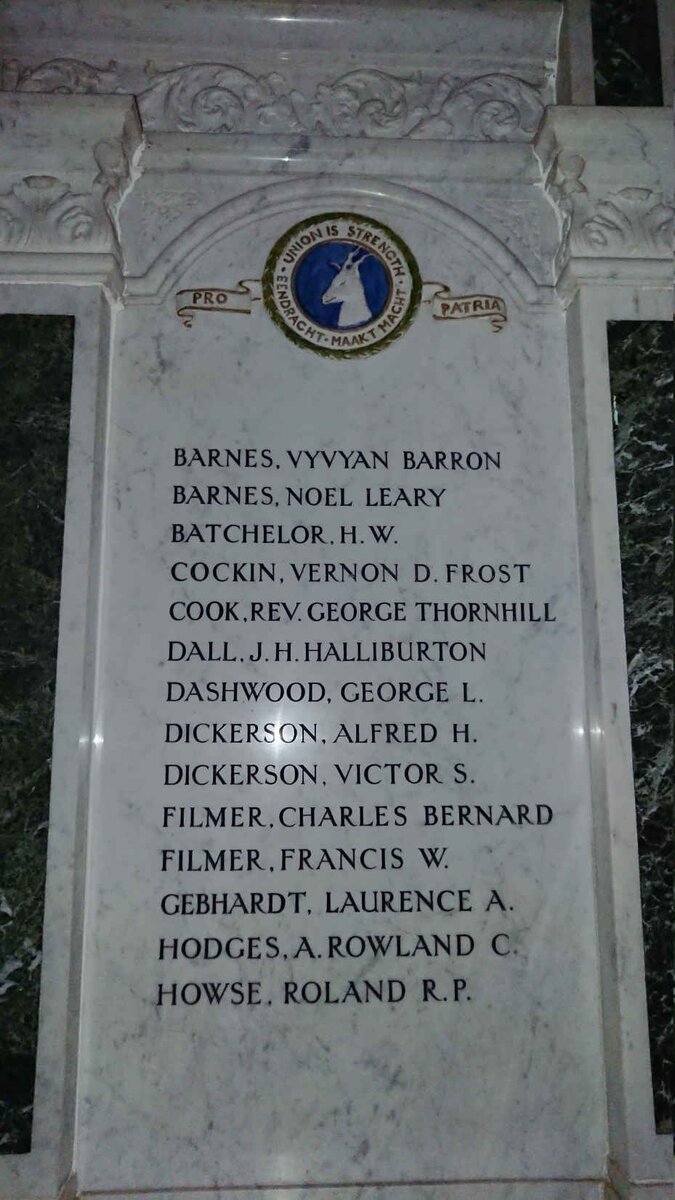 UNION IS STRENGTH
EENDRACHT · MAAKT MACHT
PRO
PATRIA
BARNES, VYVYAN BARRON
BARNES, NOEL LEARY
BATCHELOR, H. W.
COCKIN, VERNON D. FROST
COOK, REV. GEORGE THORNHILL
DALL, J. H. HALLIBURTON
DASHWOOD, GEORGE L.
DICKERSON, ALFRED H.
DICKERSON, VICTOR S.
FILMER, CHARLES BERNARD
FILMER, FRANCIS W.
GEBHARDT, LAURENCE A.
HODGES, A. ROWLAND C.
HOWSE, ROLAND R. P.